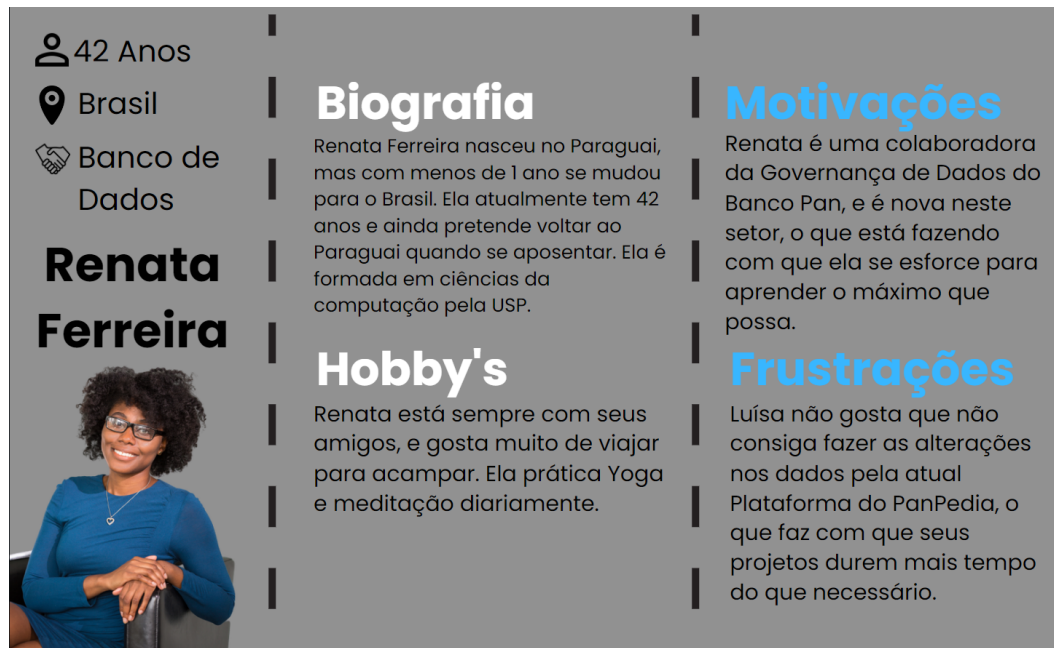 42 Anos
Brasil
Banco de
Dados
Renata
Ferreira
Biografia
Renata Ferreira nasceu no Paraguai,
mas com menos de 1 ano se mudou
para o Brasil. Ela atualmente tem 42
anos e ainda pretende voltar ao
Paraguai quando se aposentar. Ela é
formada em ciências da
computação pela USP.
Hobby's
Renata está sempre com seus
amigos, e gosta muito de viajar
para acampar. Ela prática Yoga
e meditação diariamente.
Motivações
Renata é uma colaboradora
da Governança de Dados do
Banco Pan, e é nova neste
setor, o que está fazendo
com que ela se esforce para
aprender o máximo que
possa.
Frustrações
Luísa não gosta que não
consiga fazer as alterações
nos dados pela atual
Plataforma do PanPedia, o
que faz com que seus
projetos durem mais tempo
do que necessário.